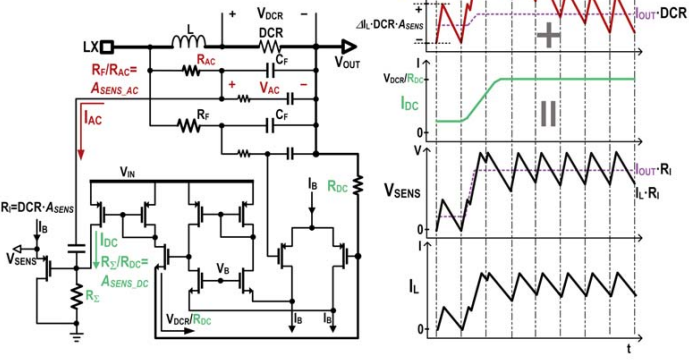 + VDCR −
L
DCR
LX
VOUT
RAC
CF
RF/RAC=
ASENS_AC
+ VAC −
IAC
RF
CF
VIN
IB
RDC
RI=DCR·ASENS
IB
IDC
VSENS
RΣ/RDC=
ASENS_DC
VB
RΣ
VDCR/RDC
IB
IB
+
ΔIL·DCR·ASENS
−
IOUT·DCR
+
I
VDCR/RDC
IDC
0
=
V
IOUT·RI
VSENS
IL·RI
0
I
IL
0
t